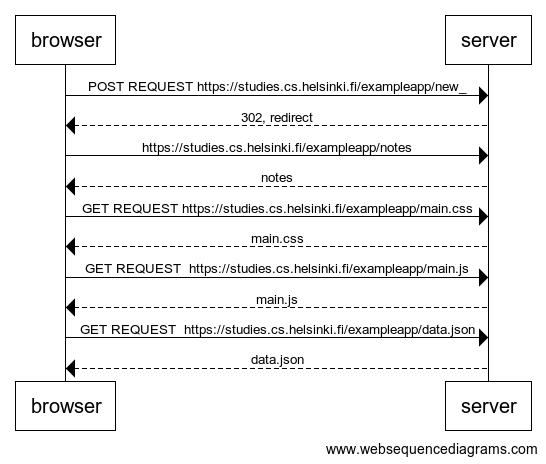 browser server
POST REQUEST https://studies.cs.helsinki.fi/exampleapp/new_
302, redirect
https://studies.cs.helsinki.fi/exampleapp/notes
notes
GET REQUEST https://studies.cs.helsinki.fi/exampleapp/main.css
main.css
GET REQUEST  https://studies.cs.helsinki.fi/exampleapp/main.js
main.js
GET REQUEST  https://studies.cs.helsinki.fi/exampleapp/data.json
data.json
browser server
www.websequencediagrams.com